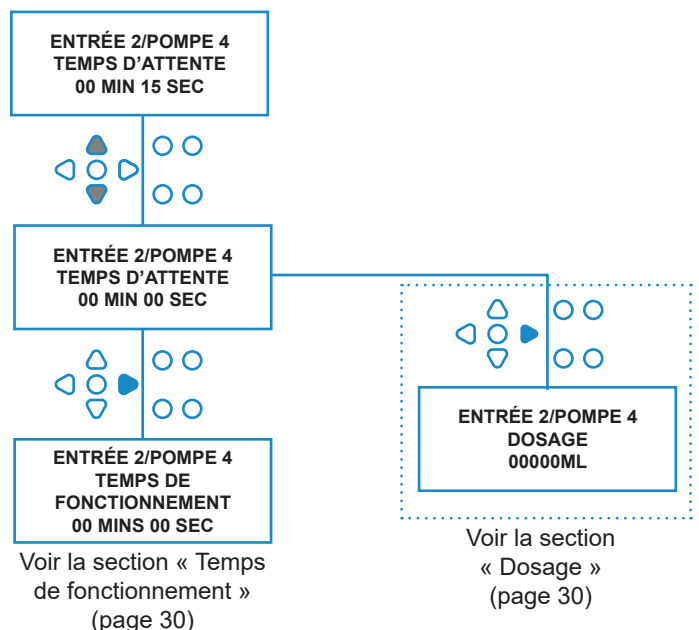 ENTRÉE 2/POMPE 4
TEMPS D’ATTENTE
00 MIN 15 SEC
ENTRÉE 2/POMPE 4
TEMPS D’ATTENTE
00 MIN 00 SEC
ENTRÉE 2/POMPE 4
TEMPS DE
FONCTIONNEMENT
00 MINS 00 SEC
Voir la section « Temps
de fonctionnement »
(page 30)
ENTRÉE 2/POMPE 4
DOSAGE
00000ML
Voir la section
« Dosage »
(page 30)